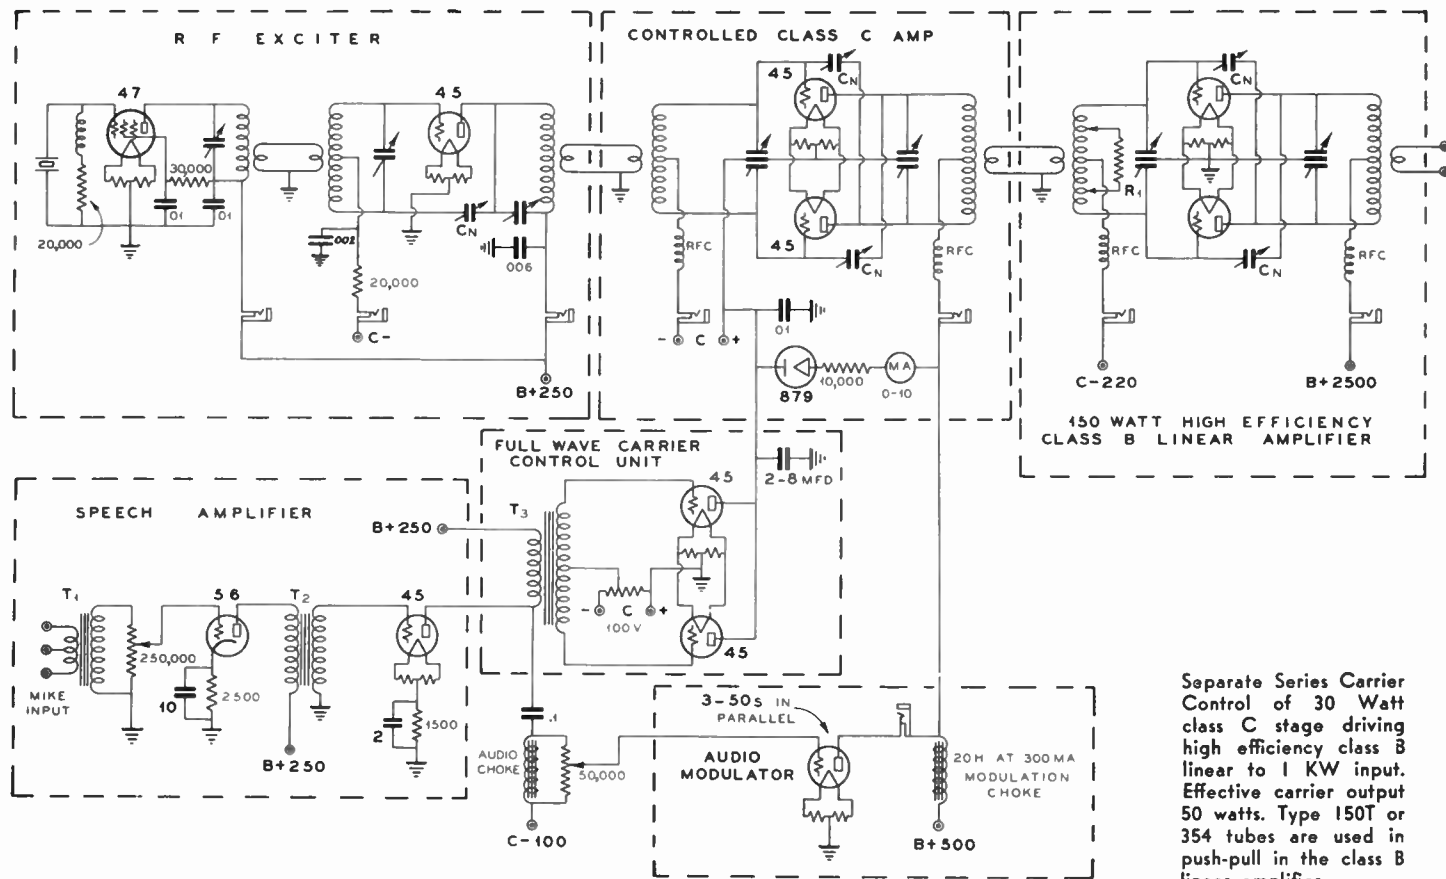 R F EXCITER
47
45
30,000
01
01
20,000
CN
.002
006
20,000
C-
B+250
CONTROLLED CLASS C AMP
45
CN
45
CN
RFC
RFC
01
- C +
10,000
MA
0-10
879
CN
R1
CN
RFC
RFC
C-220
B+2500
150 WATT HIGH EFFICIENCY
CLASS B LINEAR AMPLIFIER
FULL WAVE CARRIER
CONTROL UNIT
2-8 MFD
45
T3
B+250
- C +
100V
45
SPEECH AMPLIFIER
T1
56
T2
45
250,000
MIKE
INPUT
10
2500
2
1500
B+250
.1
AUDIO
CHOKE
50,000
C-100
3-50s IN
PARALLEL
AUDIO
MODULATOR
20H AT 300MA
MODULATION
CHOKE
B+500
Separate Series Carrier
Control of 30 Watt
class C stage driving
high efficiency class B
linear to 1 KW input.
Effective carrier output
50 watts. Type 150T or
354 tubes are used in
push-pull in the class B
linear amplifier.